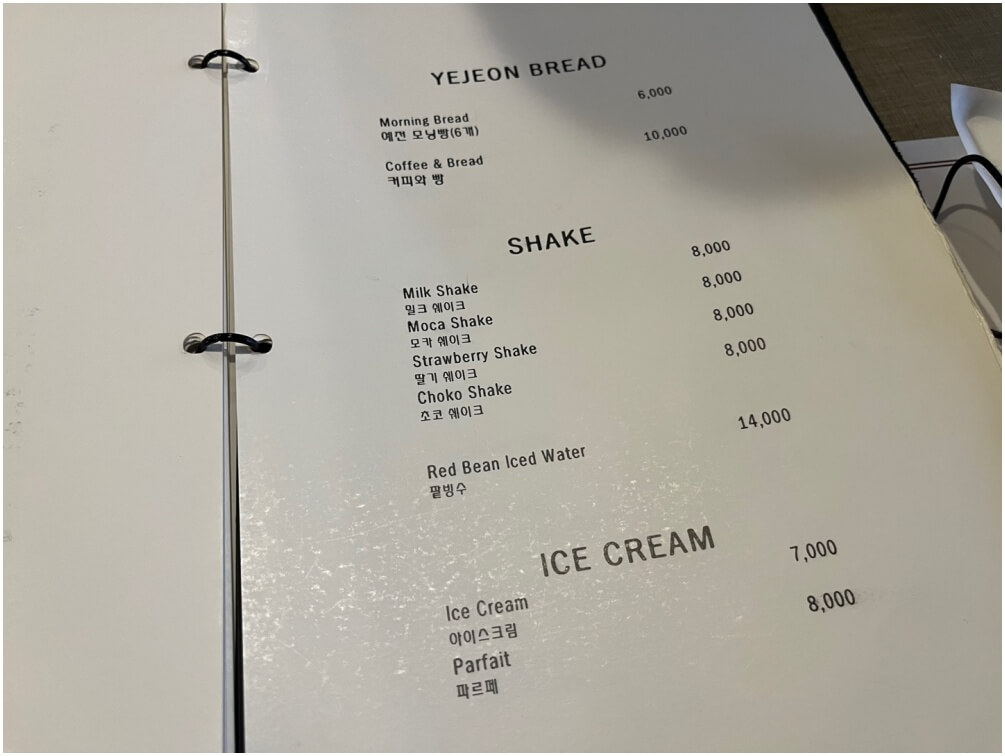 YEJEON BREAD
Morning Bread 6,000
예전 모닝빵(6개)
Coffee & Bread 10,000
커피와 빵
SHAKE
Milk Shake 8,000
밀크 쉐이크
Moca Shake 8,000
모카 쉐이크
Strawberry Shake 8,000
딸기 쉐이크
Choko Shake 8,000
초코 쉐이크
Red Bean Iced Water 14,000
팥빙수
ICE CREAM
Ice Cream 7,000
아이스크림
Parfait 8,000
파르페